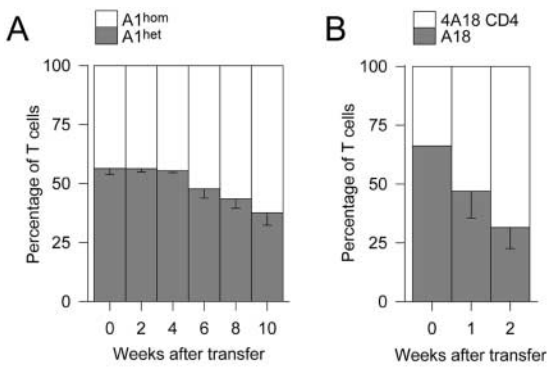 A
A1hom
A1het
Percentage of T cells
100
75
50
25
0
0 2 4 6 8 10
Weeks after transfer
B
4A18 CD4
A18
Percentage of T cells
100
75
50
25
0
0 1 2
Weeks after transfer